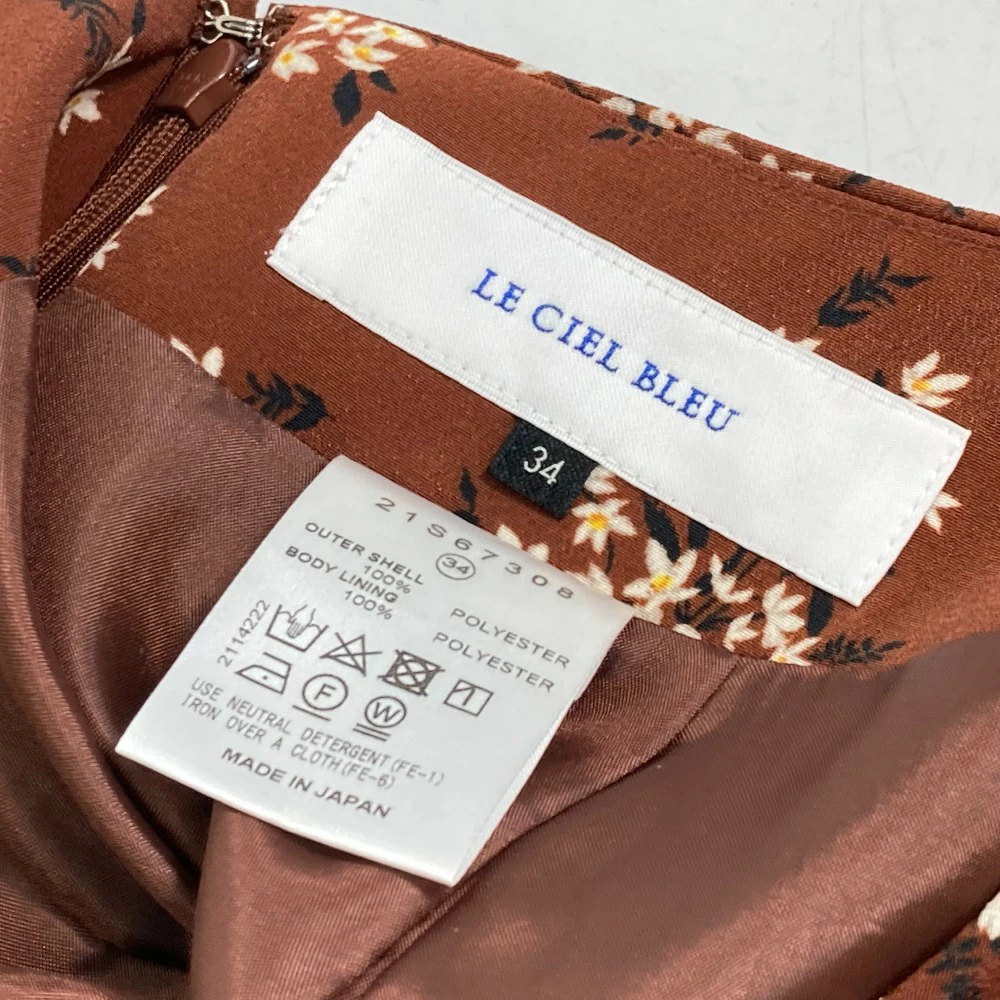 LE CIEL BLEU
34
21S67308
34
OUTER SHELL
100% POLYESTER
BODY LINING
100% POLYESTER
2114222
F W
USE NEUTRAL DETERGENT(FE-1)
IRON OVER A CLOTH(FE-6)
MADE IN JAPAN